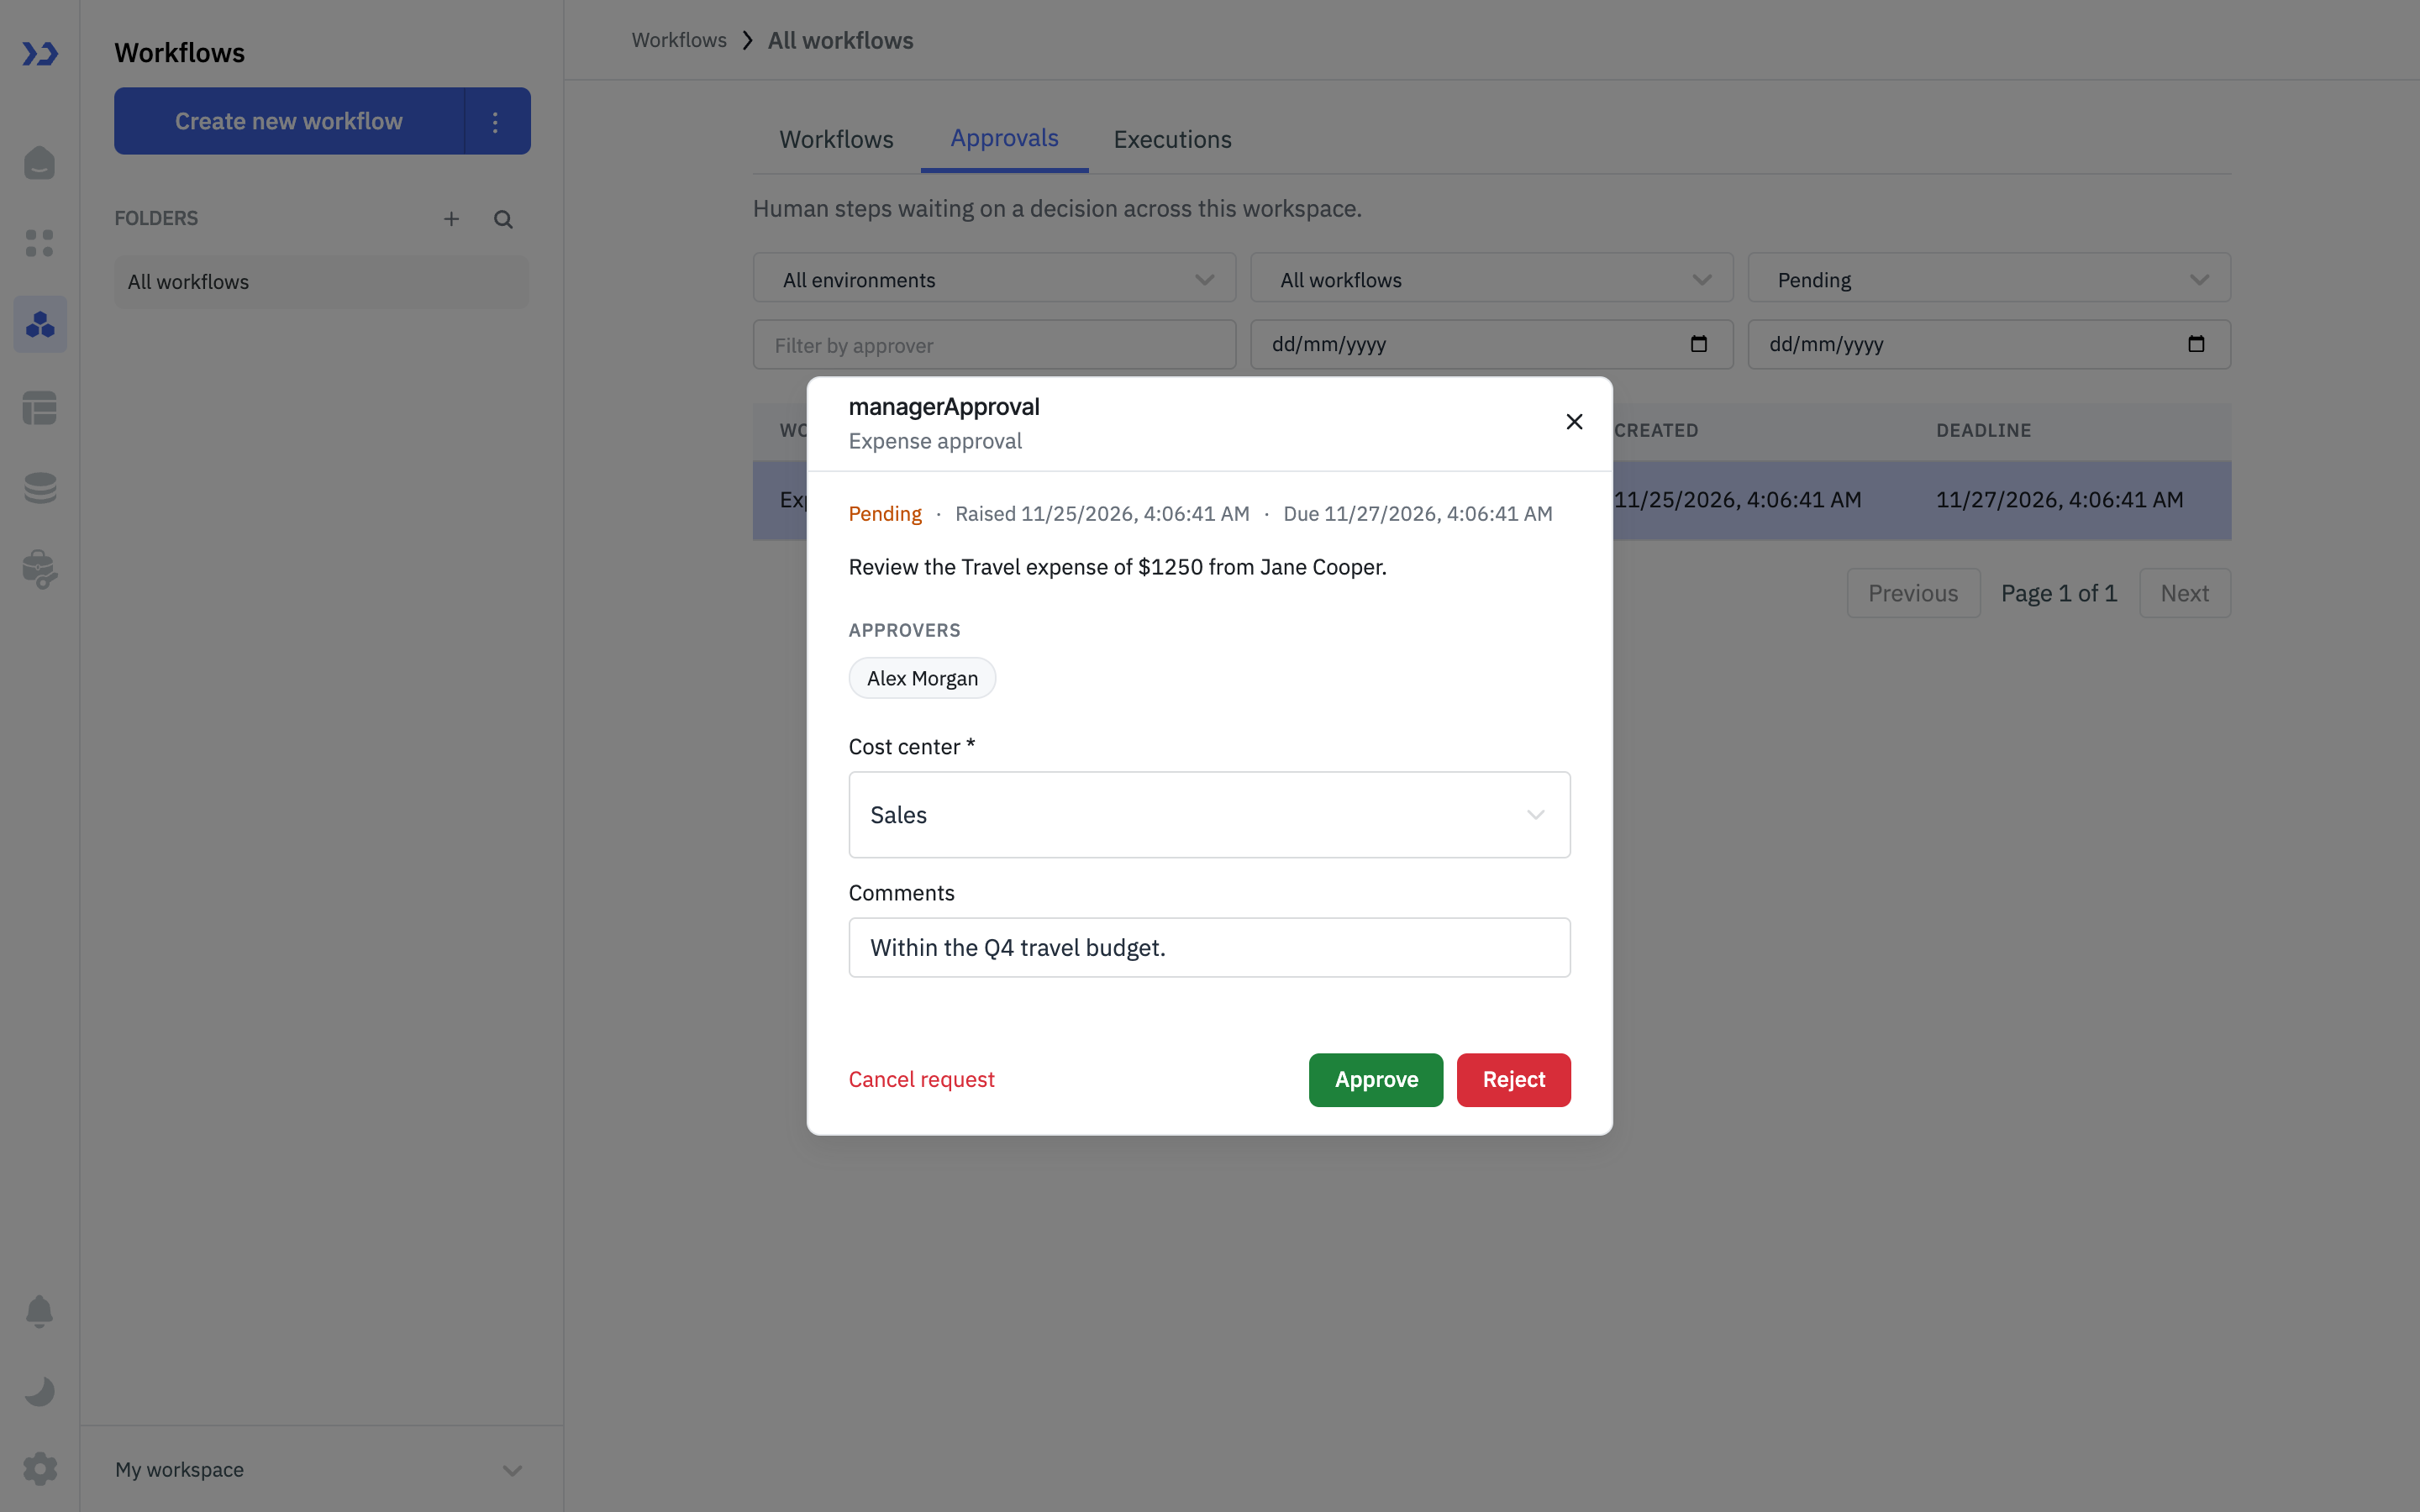 Workflows
Create new workflow
FOLDERS
All workflows
My workspace
Workflows All workflows
Workflows Approvals Executions
Human steps waiting on a decision across this workspace.
All environments All workflows Pending
Filter by approver dd/mm/yyyy dd/mm/yyyy
CREATED DEADLINE
11/25/2026, 4:06:41 AM 11/27/2026, 4:06:41 AM
Previous Page 1 of 1 Next
managerApproval
Expense approval
Pending · Raised 11/25/2026, 4:06:41 AM · Due 11/27/2026, 4:06:41 AM
Review the Travel expense of $1250 from Jane Cooper.
APPROVERS
Alex Morgan
Cost center *
Sales
Comments
Within the Q4 travel budget.
Cancel request Approve Reject